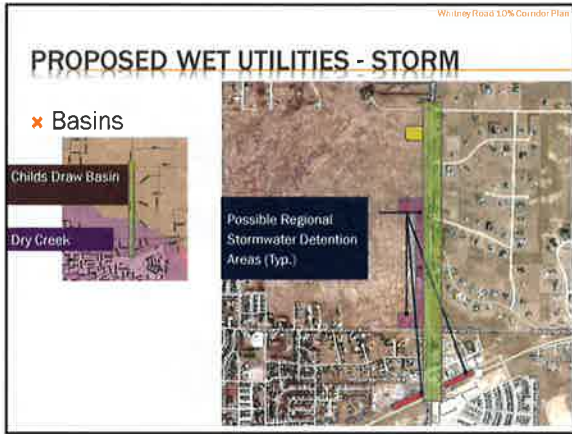 Whitney Road 10% Corridor Plan
PROPOSED WET UTILITIES - STORM
× Basins
Childs Draw Basin
Dry Creek
Possible Regional
Stormwater Detention
Areas (Typ.)